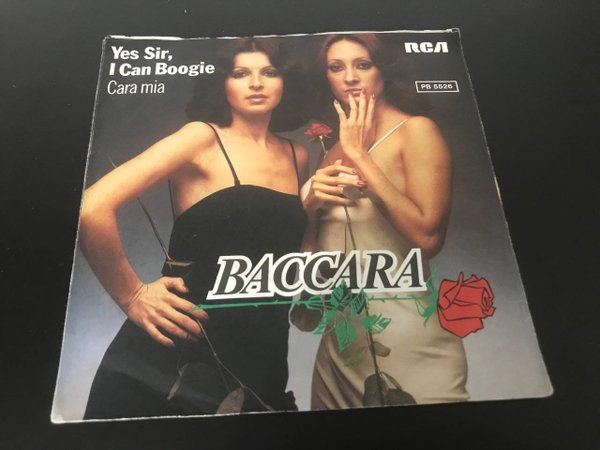 Yes Sir,
I Can Boogie
Cara mia
RCA
PB 5526
BACCARA